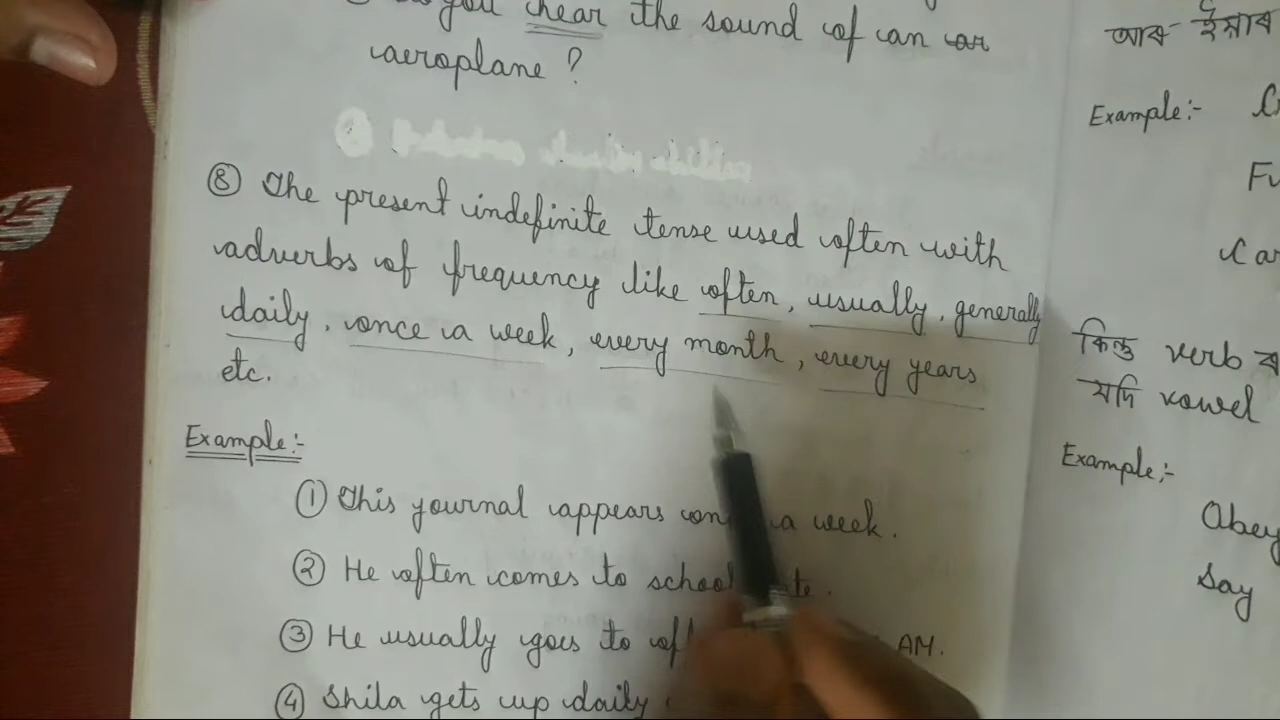 you hear the sound of an
aeroplane ?
⑧ The present indefinite tense used often with
adverbs of frequency like often, usually, generally
daily, once a week, every month, every years
etc.
Example:-
① This journal appears a week.
② He often comes to school
③ He usually goes to AM.
④ Shila gets up daily
আৰু
Example:-
কিন্তু verb ৰ
যদি vowel
Example:-
Obey
Say